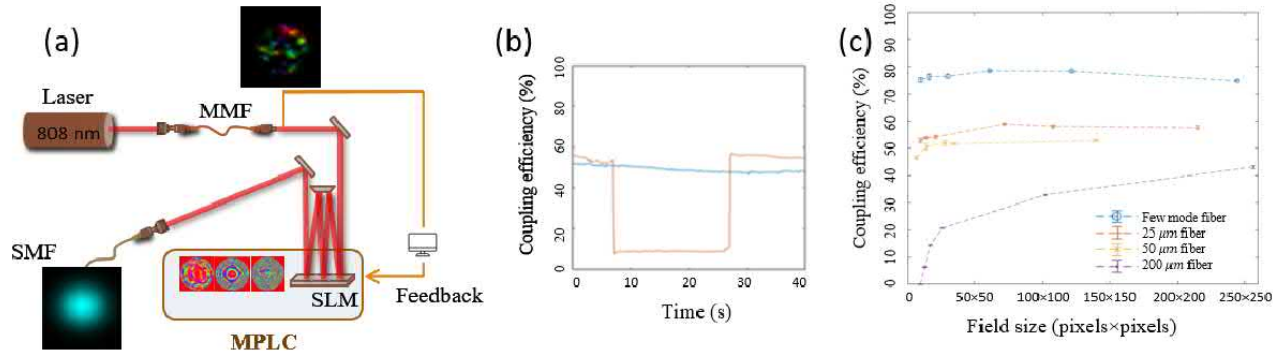 (a)
Laser
808 nm
MMF
SMF
SLM
Feedback
MPLC
(b)
Coupling efficiency (%)
100
80
60
40
20
0
0 10 20 30 40
Time (s)
(c)
Coupling efficiency (%)
100
90
80
70
60
50
40
30
20
10
0
0 50×50 100×100 150×150 200×200 250×250
Field size (pixels×pixels)
Few mode fiber
25 μm fiber
50 μm fiber
200 μm fiber